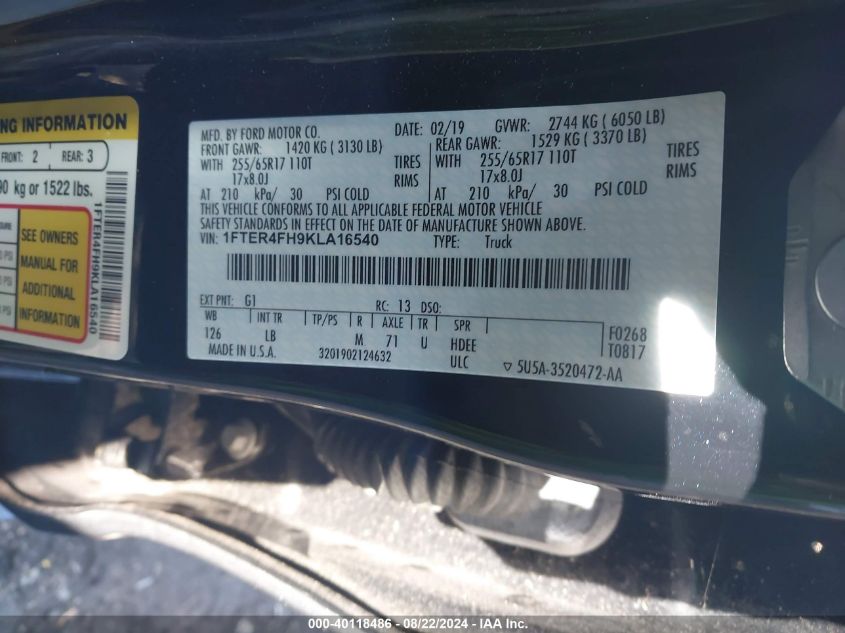 NG INFORMATION
FRONT: 2 REAR: 3
90 kg or 1522 lbs.
SEE OWNERS
MANUAL FOR
ADDITIONAL
INFORMATION
1FTER4FH9KLA16540
MFD. BY FORD MOTOR CO. DATE: 02/19 GVWR: 2744 KG ( 6050 LB)
FRONT GAWR: 1420 KG ( 3130 LB) REAR GAWR: 1529 KG ( 3370 LB)
WITH 255/65R17 110T TIRES WITH 255/65R17 110T TIRES
17x8.0J RIMS 17x8.0J RIMS
AT 210 kPa/ 30 PSI COLD AT 210 kPa/ 30 PSI COLD
THIS VEHICLE CONFORMS TO ALL APPLICABLE FEDERAL MOTOR VEHICLE
SAFETY STANDARDS IN EFFECT ON THE DATE OF MANUFACTURE SHOWN ABOVE.
VIN: 1FTER4FH9KLA16540 TYPE: Truck
EXT PNT: G1 RC: 13 DSO:
WB INT TR TP/PS R AXLE TR SPR
126 LB M 71 U HDEE
F0268
T0817
MADE IN U.S.A. 3201902124632 ULC ▽ 5U5A-3520472-AA
000-40118486 - 08/22/2024 - IAA Inc.